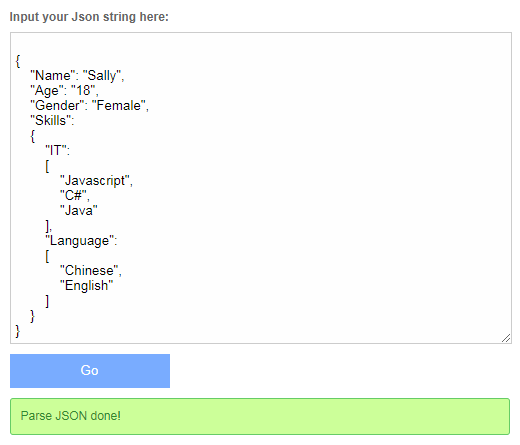 Input your Json string here:
{
    "Name": "Sally",
    "Age": "18",
    "Gender": "Female",
    "Skills":
    {
        "IT":
        [
            "Javascript",
            "C#",
            "Java"
        ],
        "Language":
        [
            "Chinese",
            "English"
        ]
    }
}
Go
Parse JSON done!